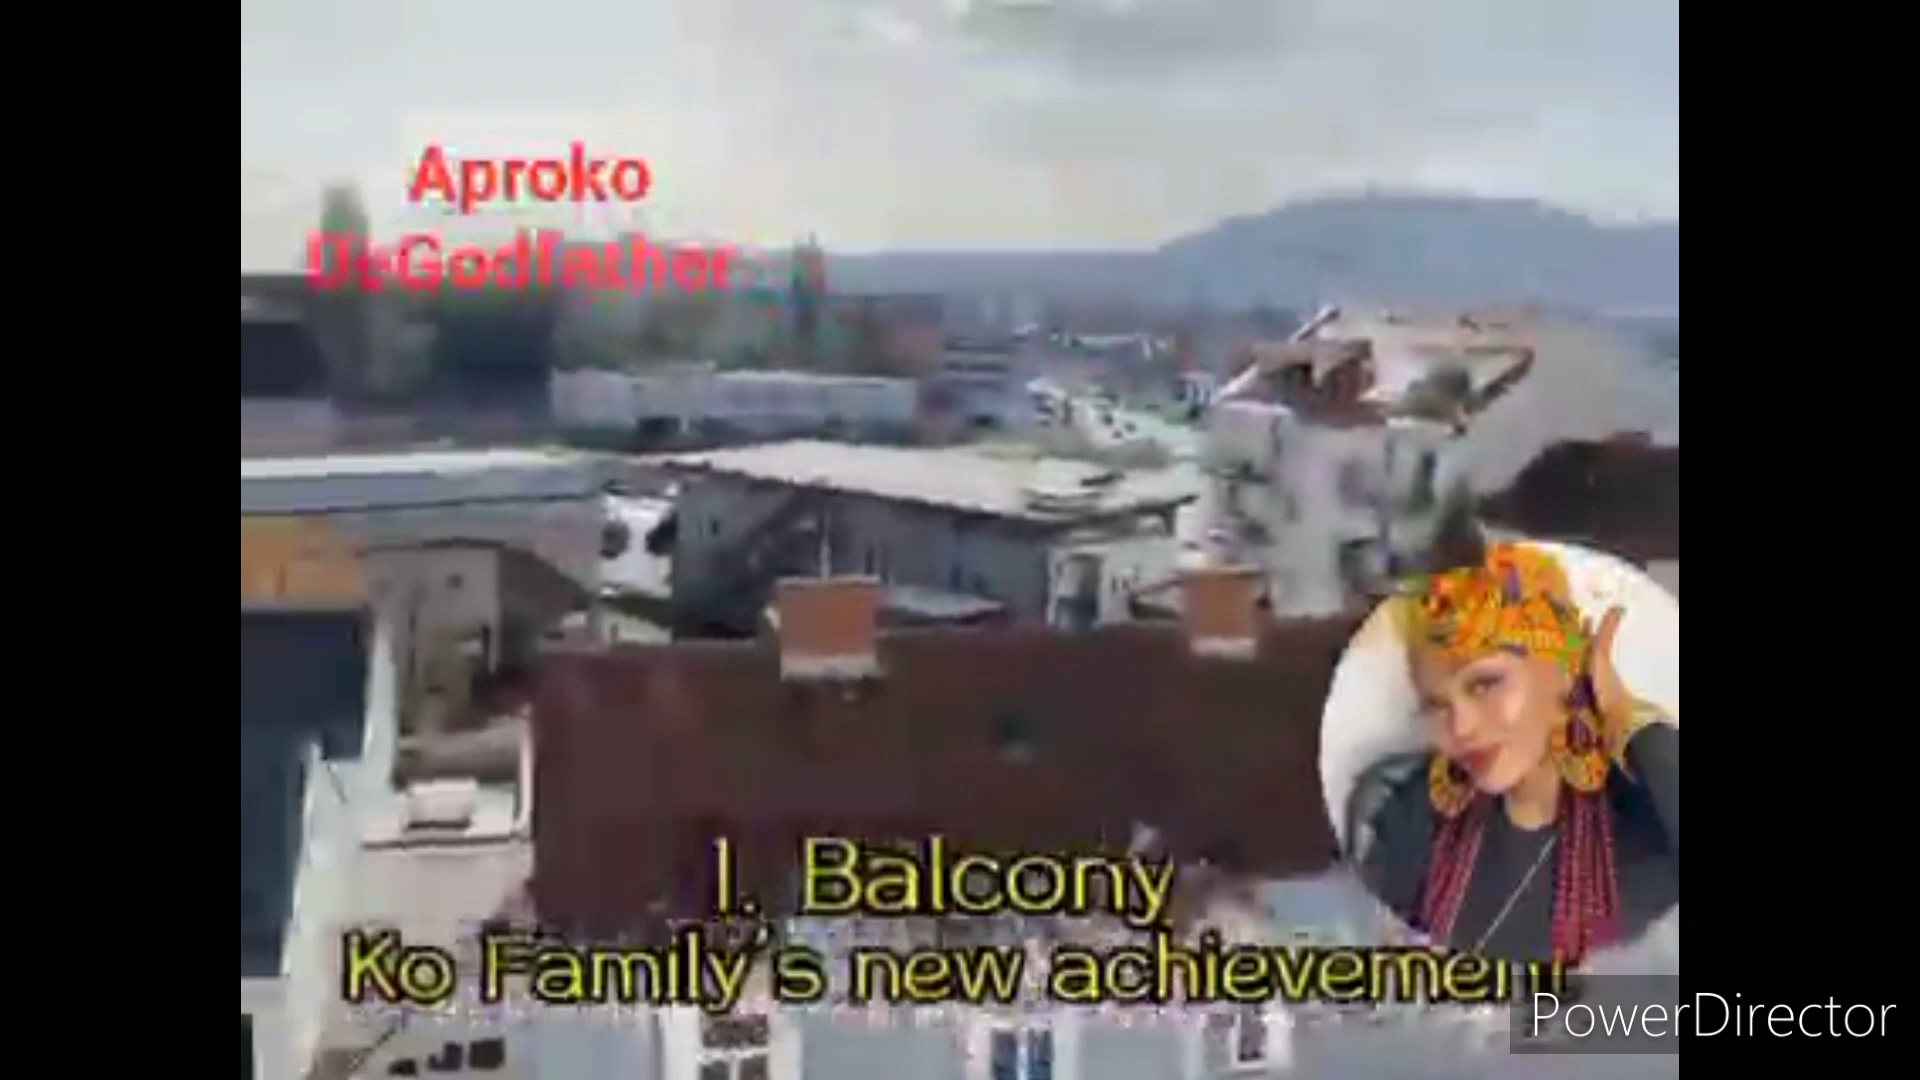 Aproko
DeGodfather
1. Balcony
Ko Family's new achievement
PowerDirector